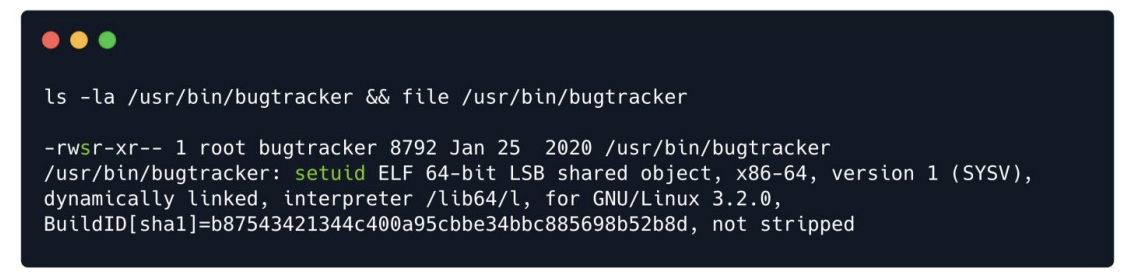 ls -la /usr/bin/bugtracker && file /usr/bin/bugtracker
-rwsr-xr-- 1 root bugtracker 8792 Jan 25  2020 /usr/bin/bugtracker
/usr/bin/bugtracker: setuid ELF 64-bit LSB shared object, x86-64, version 1 (SYSV),
dynamically linked, interpreter /lib64/l, for GNU/Linux 3.2.0,
BuildID[sha1]=b87543421344c400a95cbbe34bbc885698b52b8d, not stripped